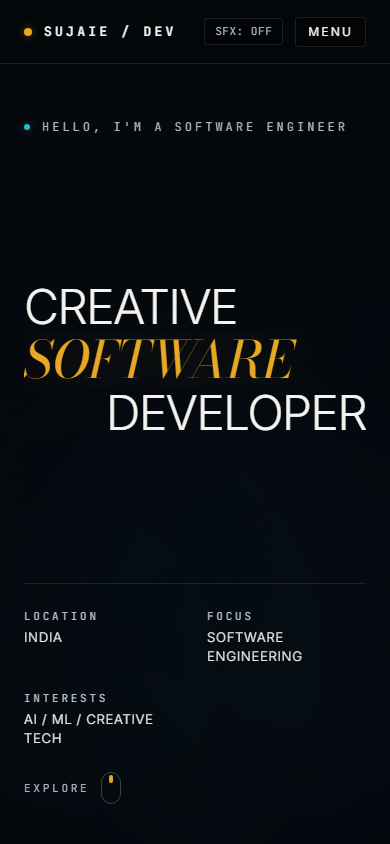 SUJAIE / DEV
SFX: OFF
MENU
HELLO, I'M A SOFTWARE ENGINEER
CREATIVE
SOFTWARE
DEVELOPER
LOCATION
INDIA
FOCUS
SOFTWARE
ENGINEERING
INTERESTS
AI / ML / CREATIVE
TECH
EXPLORE